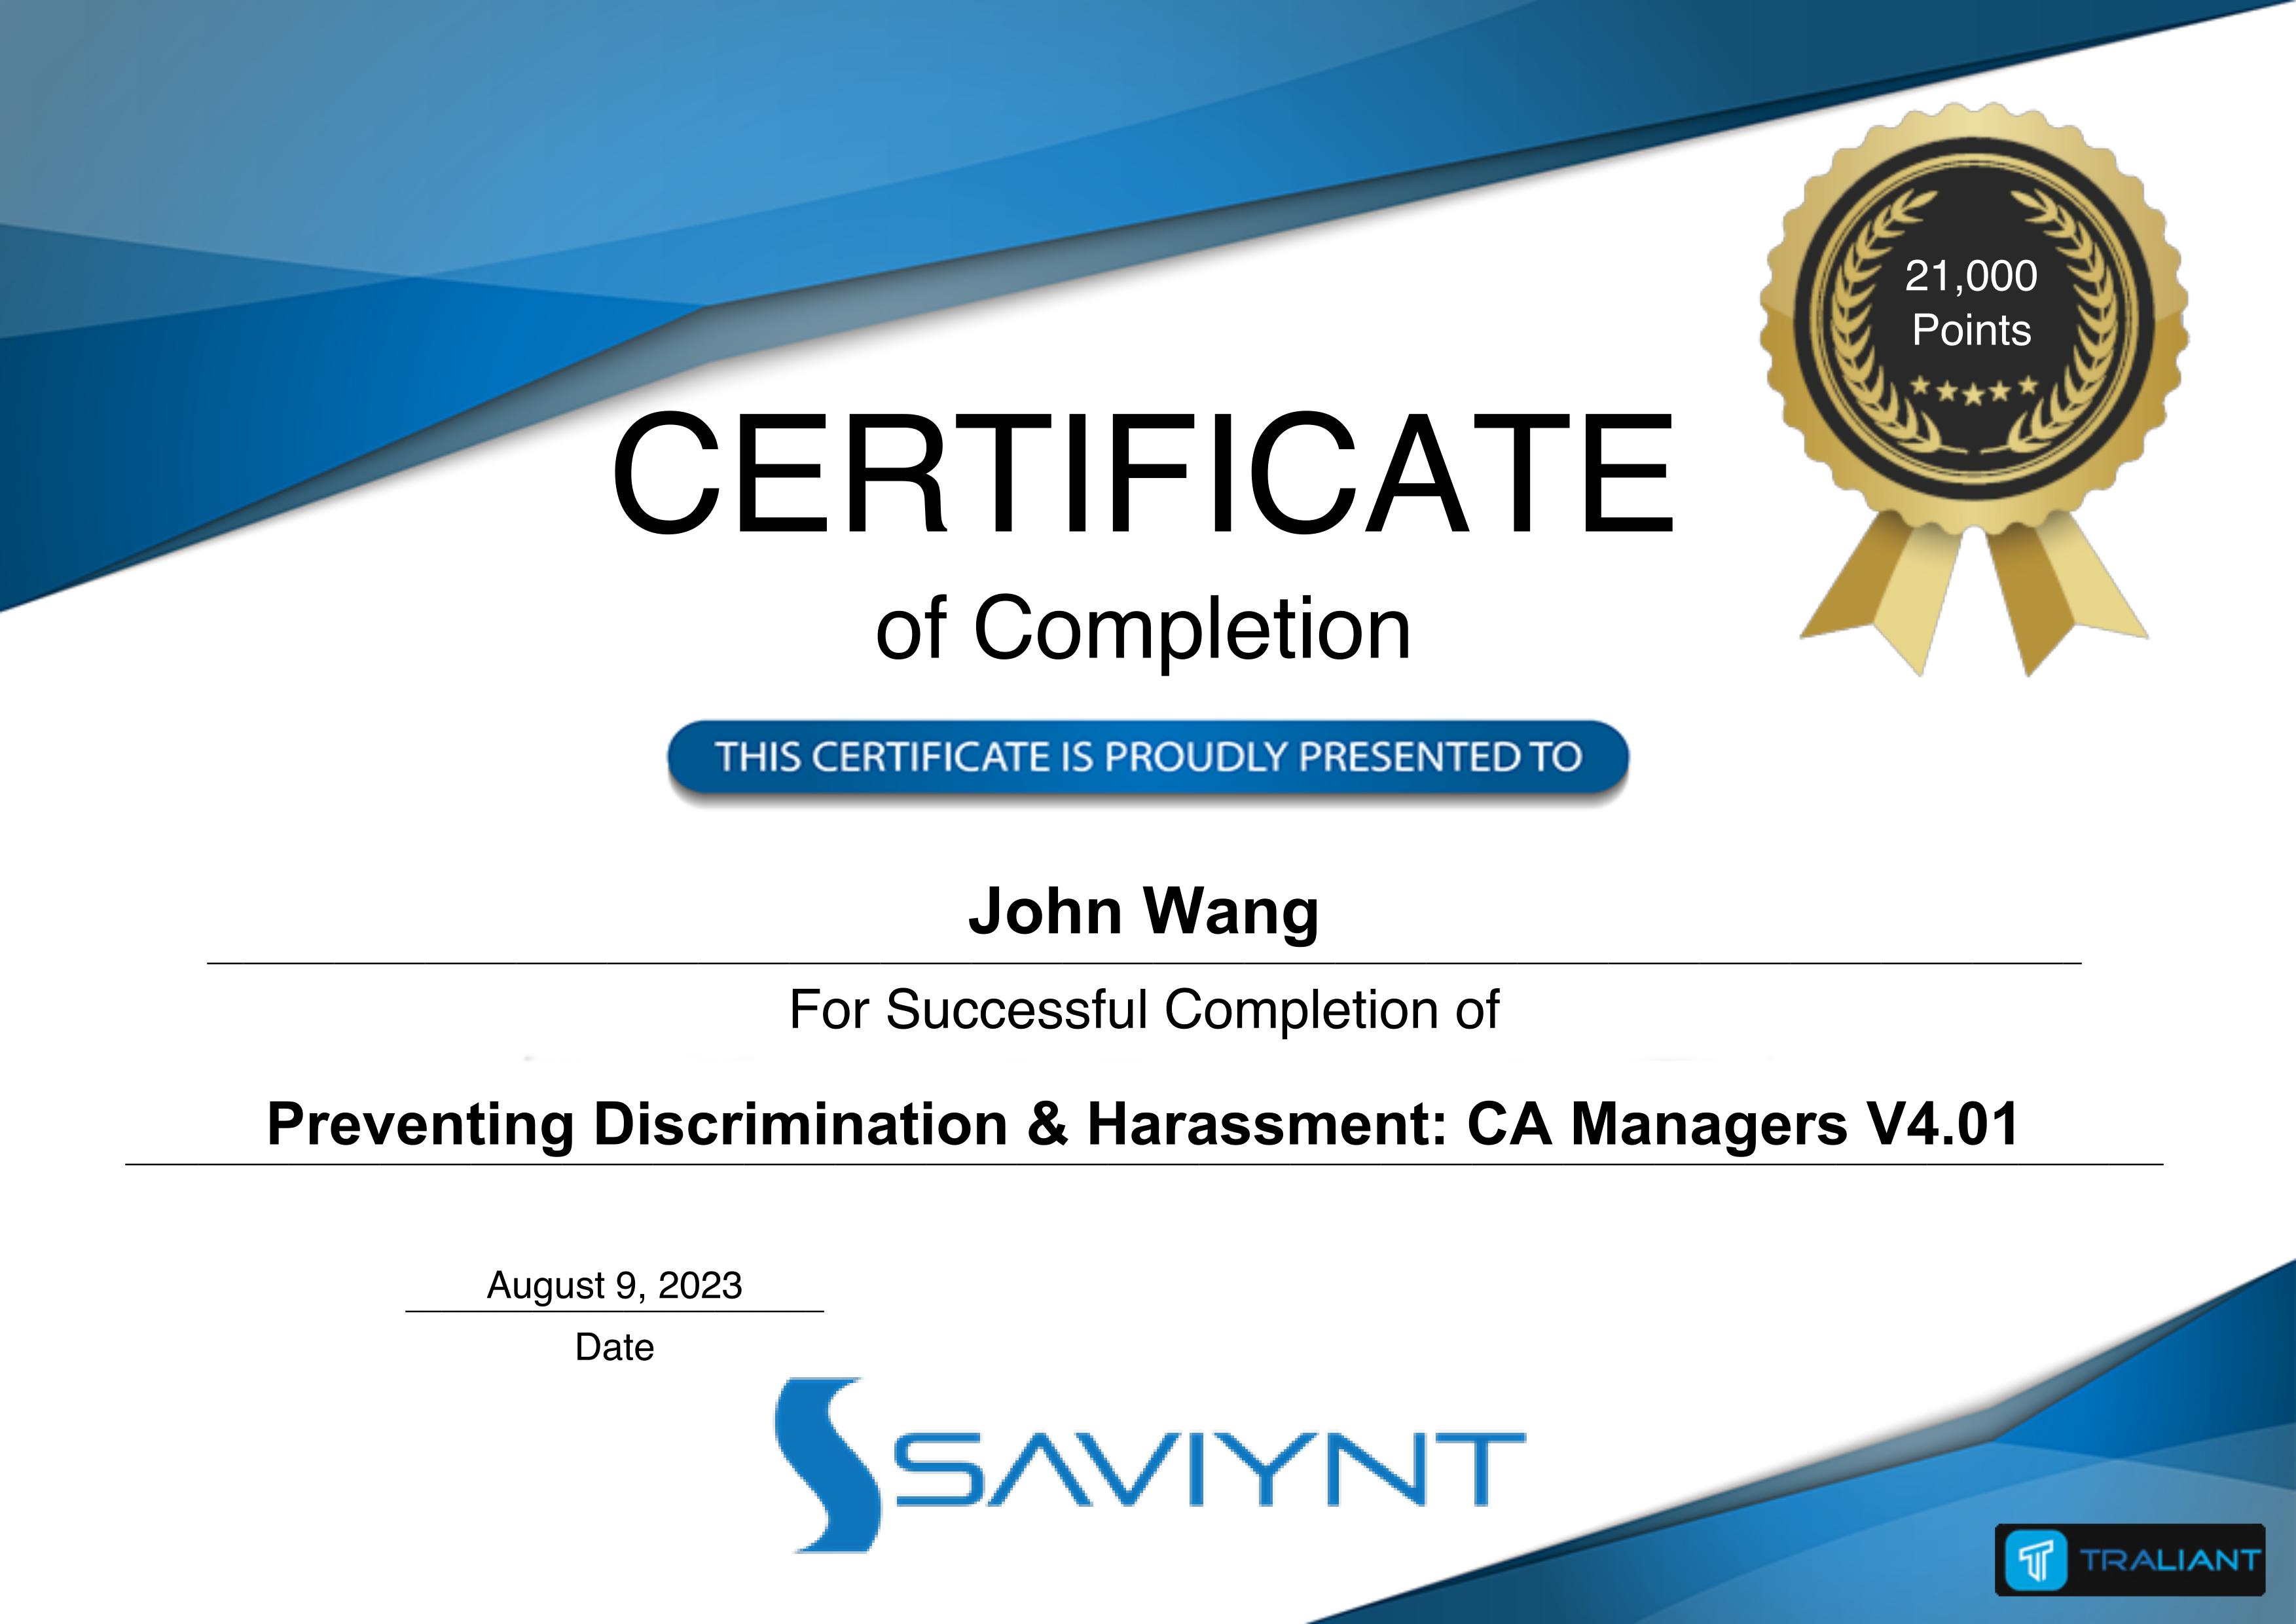 21,000
Points
CERTIFICATE
of Completion
THIS CERTIFICATE IS PROUDLY PRESENTED TO
John Wang
For Successful Completion of
Preventing Discrimination & Harassment: CA Managers V4.01
August 9, 2023
Date
SAVIYNT
TRALIANT